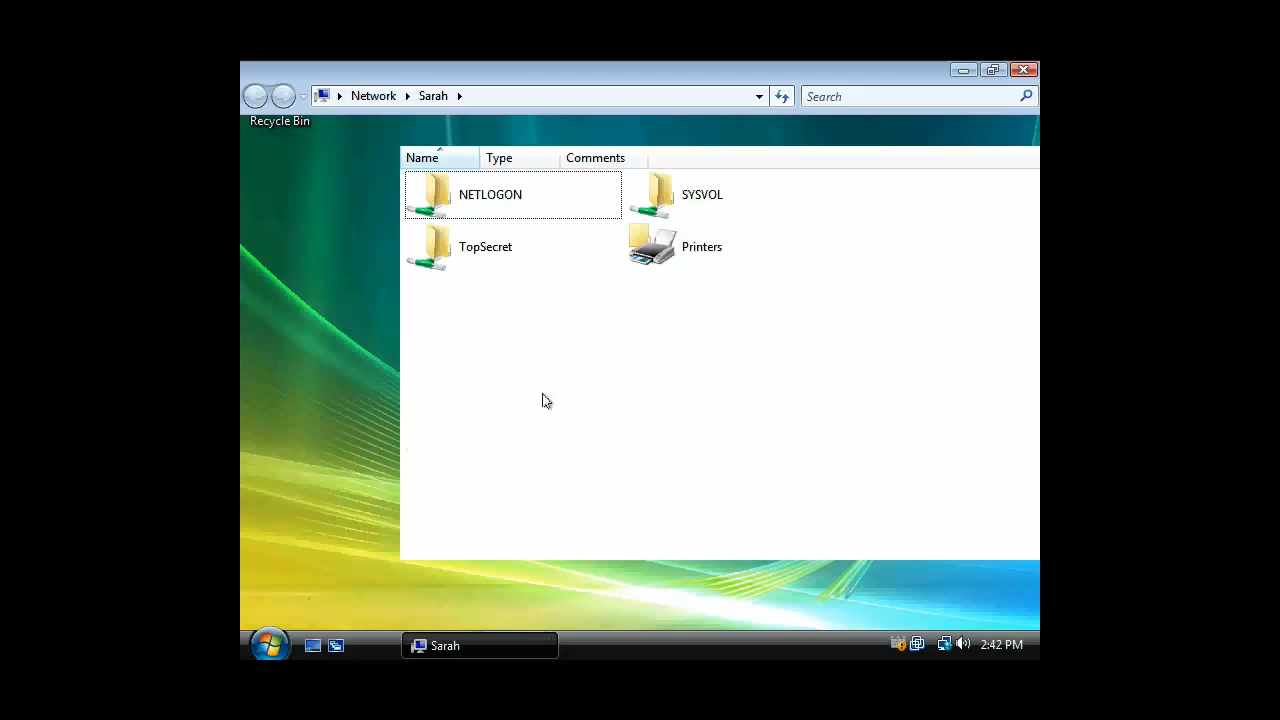 Network Sarah
Search
Recycle Bin
Name Type Comments
NETLOGON SYSVOL
TopSecret Printers
Sarah
2:42 PM